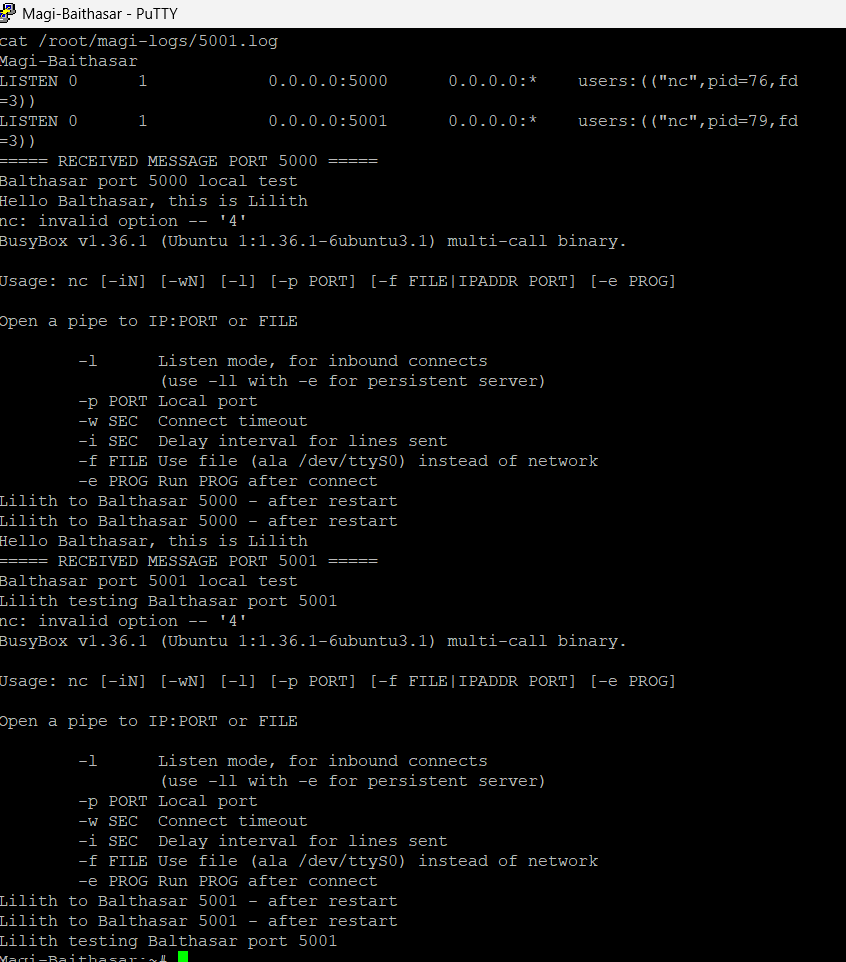 Magi-Baithasar - PuTTY
cat /root/magi-logs/5001.log
Magi-Baithasar
LISTEN 0      1            0.0.0.0:5000      0.0.0.0:*    users:(("nc",pid=76,fd
=3))
LISTEN 0      1            0.0.0.0:5001      0.0.0.0:*    users:(("nc",pid=79,fd
=3))
===== RECEIVED MESSAGE PORT 5000 =====
Balthasar port 5000 local test
Hello Balthasar, this is Lilith
nc: invalid option -- '4'
BusyBox v1.36.1 (Ubuntu 1:1.36.1-6ubuntu3.1) multi-call binary.
Usage: nc [-iN] [-wN] [-l] [-p PORT] [-f FILE|IPADDR PORT] [-e PROG]
Open a pipe to IP:PORT or FILE
        -l      Listen mode, for inbound connects
                (use -ll with -e for persistent server)
        -p PORT Local port
        -w SEC  Connect timeout
        -i SEC  Delay interval for lines sent
        -f FILE Use file (ala /dev/ttyS0) instead of network
        -e PROG Run PROG after connect
Lilith to Balthasar 5000 - after restart
Lilith to Balthasar 5000 - after restart
Hello Balthasar, this is Lilith
===== RECEIVED MESSAGE PORT 5001 =====
Balthasar port 5001 local test
Lilith testing Balthasar port 5001
nc: invalid option -- '4'
BusyBox v1.36.1 (Ubuntu 1:1.36.1-6ubuntu3.1) multi-call binary.
Usage: nc [-iN] [-wN] [-l] [-p PORT] [-f FILE|IPADDR PORT] [-e PROG]
Open a pipe to IP:PORT or FILE
        -l      Listen mode, for inbound connects
                (use -ll with -e for persistent server)
        -p PORT Local port
        -w SEC  Connect timeout
        -i SEC  Delay interval for lines sent
        -f FILE Use file (ala /dev/ttyS0) instead of network
        -e PROG Run PROG after connect
Lilith to Balthasar 5001 - after restart
Lilith to Balthasar 5001 - after restart
Lilith testing Balthasar port 5001
Magi-Baithasar:~#